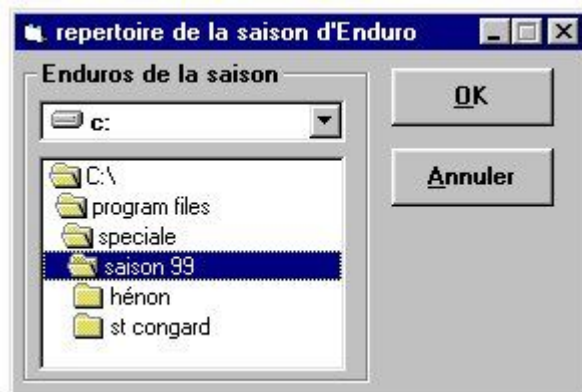 repertoire de la saison d'Enduro
Enduros de la saison
c:
C:\
program files
speciale
saison 99
hénon
st congard
OK
Annuler